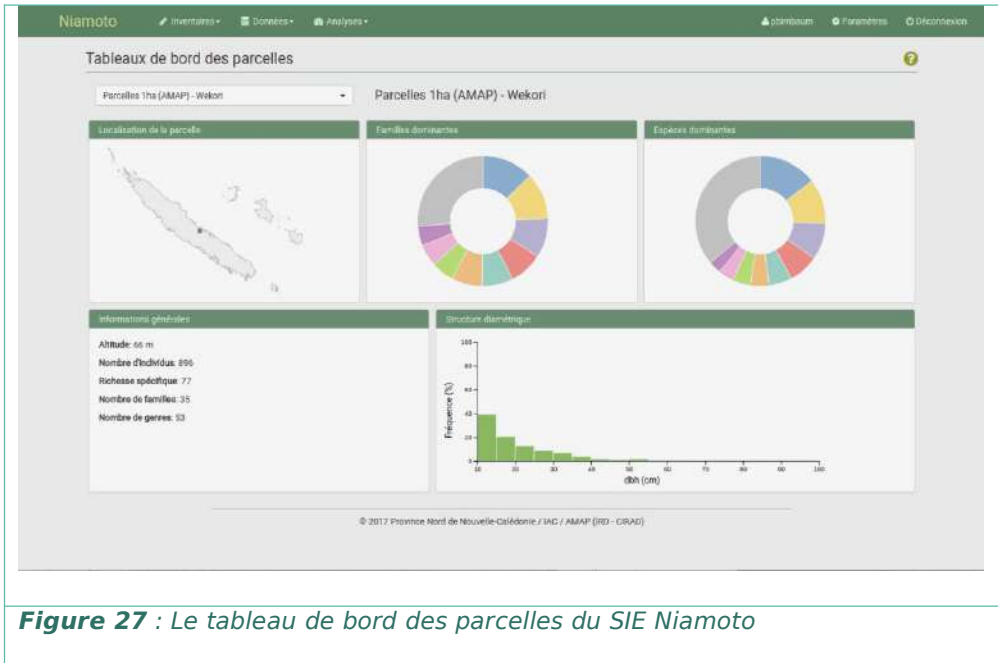 Niamoto Inventaires Données Analyses pbirnbaum Paramètres Déconnexion
Tableaux de bord des parcelles ?
Parcelles 1ha (AMAP) - Wekori Parcelles 1ha (AMAP) - Wekori
Localisation de la parcelle Familles dominantes Espèces dominantes
Informations générales Structure diamétrique
Altitude: 66 m
Nombre d'individus: 896
Richesse spécifique: 77
Nombre de familles: 35
Nombre de genres: 53
Fréquence (%)
100
80
60
40
20
0
10 20 30 40 50 60 70 80 90 100
dbh (cm)
© 2017 Province Nord de Nouvelle-Calédonie / IAC / AMAP (IRD - CIRAD)
Figure 27 : Le tableau de bord des parcelles du SIE Niamoto